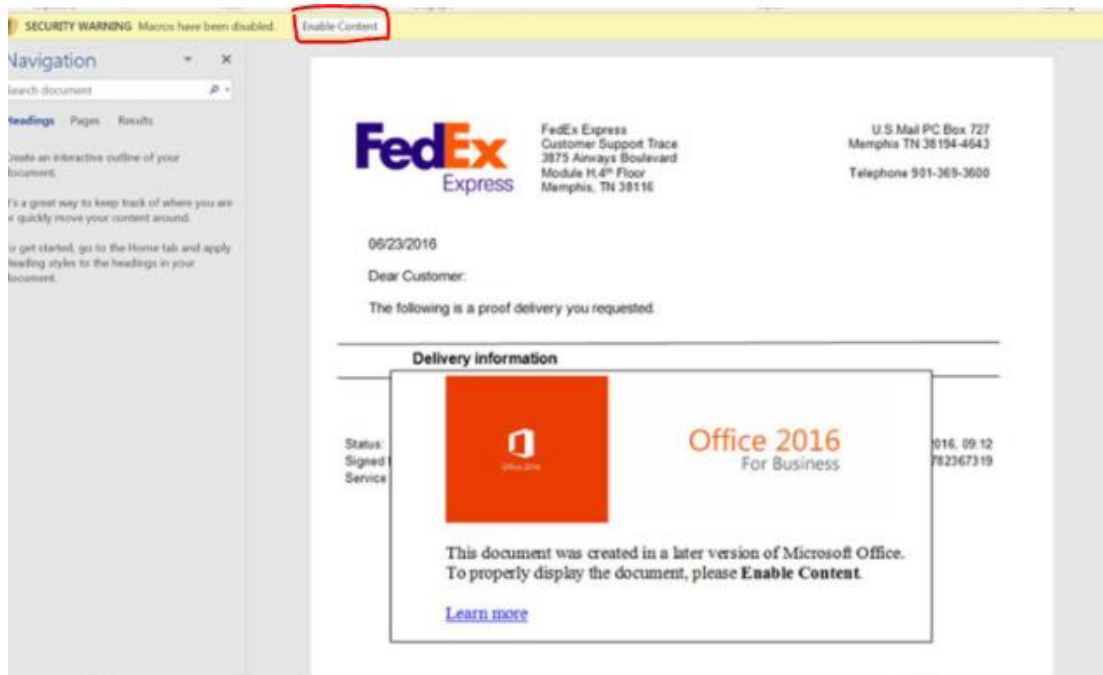 SECURITY WARNING Macros have been disabled. Enable Content
Navigation
Search document
Headings Pages Results
Create an interactive outline of your
document.
It's a great way to keep track of where you are
or quickly move your content around.
To get started, go to the Home tab and apply
heading styles to the headings in your
document.
FedEx
Express
FedEx Express
Customer Support Trace
3875 Airways Boulevard
Module H,4th Floor
Memphis, TN 38116
U.S.Mail PC Box 727
Memphis TN 38194-4643
Telephone 901-369-3600
06/23/2016
Dear Customer:
The following is a proof delivery you requested.
Delivery information
Status:
Signed
Service
2016, 09:12
782367319
Office 2016
Office 2016
For Business
This document was created in a later version of Microsoft Office.
To properly display the document, please Enable Content.
Learn more